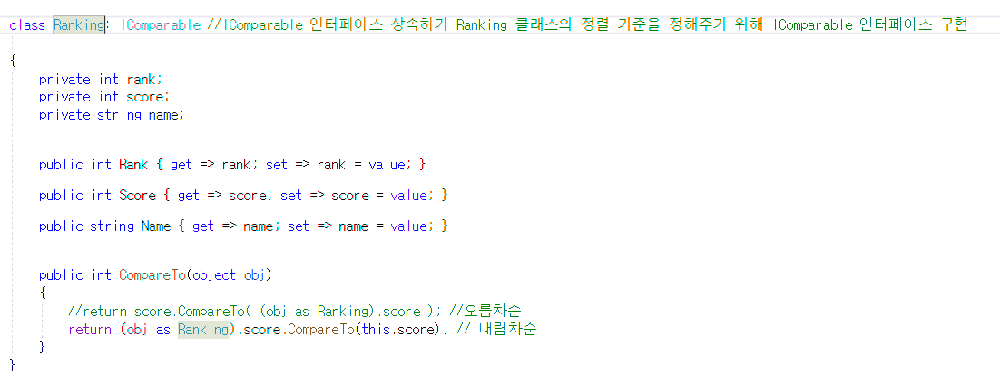 class Ranking: IComparable //IComparable 인터페이스 상속하기 Ranking 클래스의 정렬 기준을 정해주기 위해 IComparable 인터페이스 구현
{
private int rank;
private int score;
private string name;
public int Rank { get => rank; set => rank = value; }
public int Score { get => score; set => score = value; }
public string Name { get => name; set => name = value; }
public int CompareTo(object obj)
{
//return score.CompareTo( (obj as Ranking).score ); //오름차순
return (obj as Ranking).score.CompareTo(this.score); // 내림차순
}
}